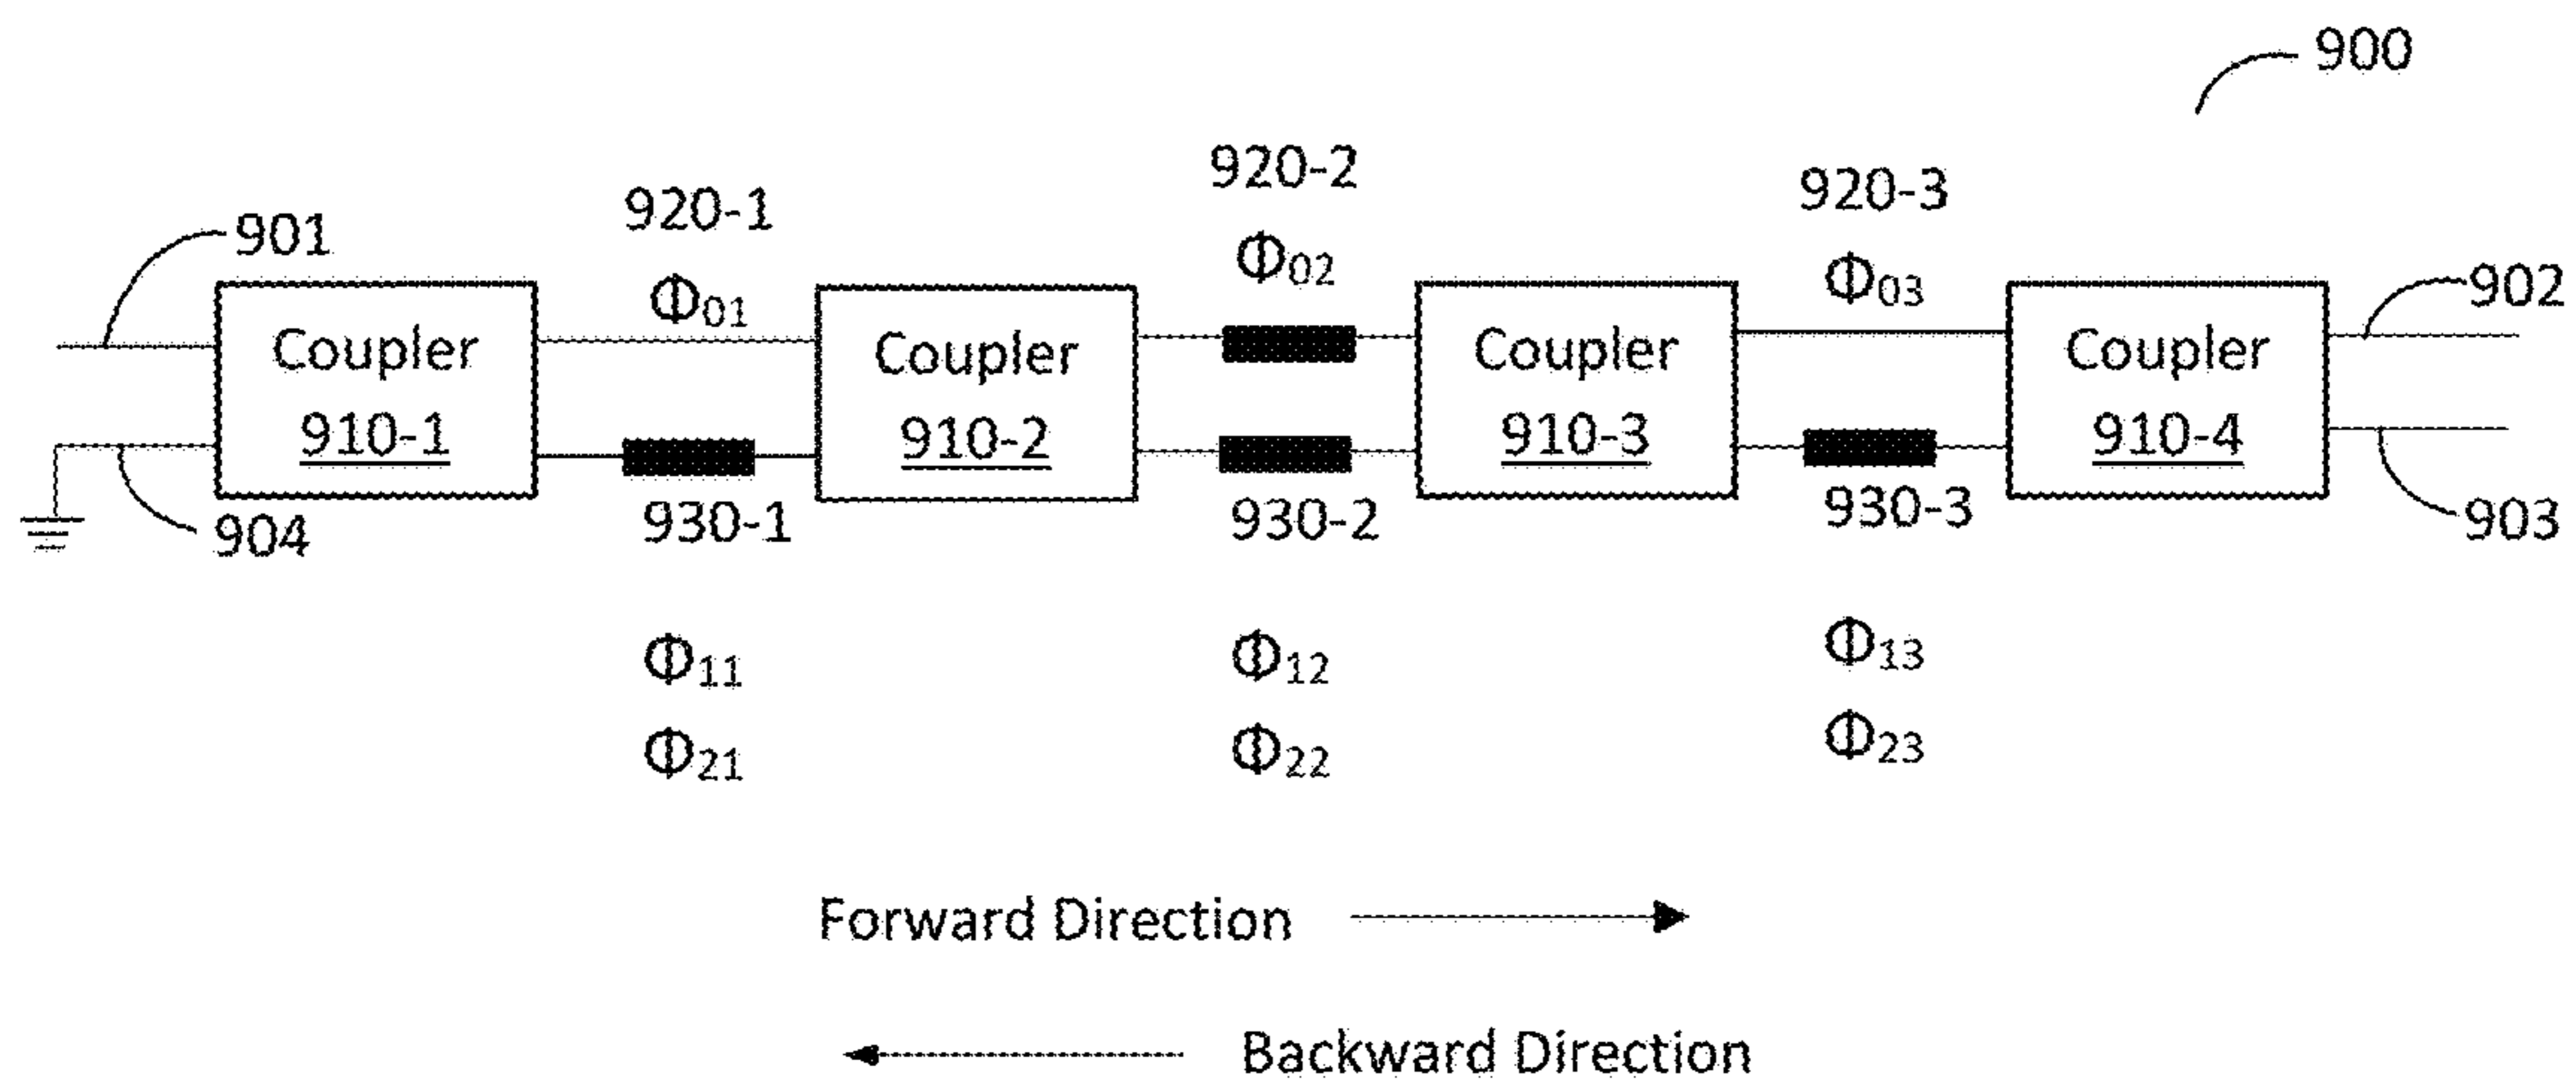 900
920-1
920-2
920-3
901
Φ01
Φ02
Φ03
902
Coupler
910-1
Coupler
910-2
Coupler
910-3
Coupler
910-4
904
930-1
930-2
930-3
903
Φ11
Φ12
Φ13
Φ21
Φ22
Φ23
Forward Direction
Backward Direction